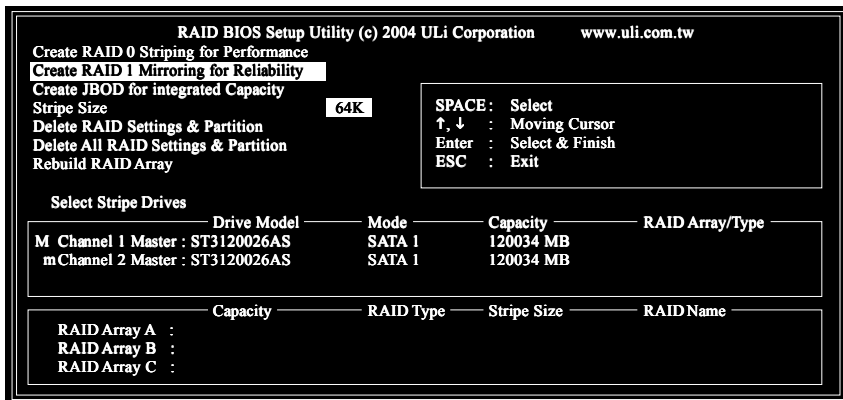 RAID BIOS Setup Utility (c) 2004 ULi Corporation www.uli.com.tw
Create RAID 0 Striping for Performance
Create RAID 1 Mirroring for Reliability
Create JBOD for integrated Capacity
Stripe Size 64K
Delete RAID Settings & Partition
Delete All RAID Settings & Partition
Rebuild RAID Array
SPACE : Select
↑, ↓ : Moving Cursor
Enter : Select & Finish
ESC : Exit
Select Stripe Drives
Drive Model Mode Capacity RAID Array/Type
M Channel 1 Master : ST3120026AS SATA 1 120034 MB
m Channel 2 Master : ST3120026AS SATA 1 120034 MB
Capacity RAID Type Stripe Size RAID Name
RAID Array A :
RAID Array B :
RAID Array C :